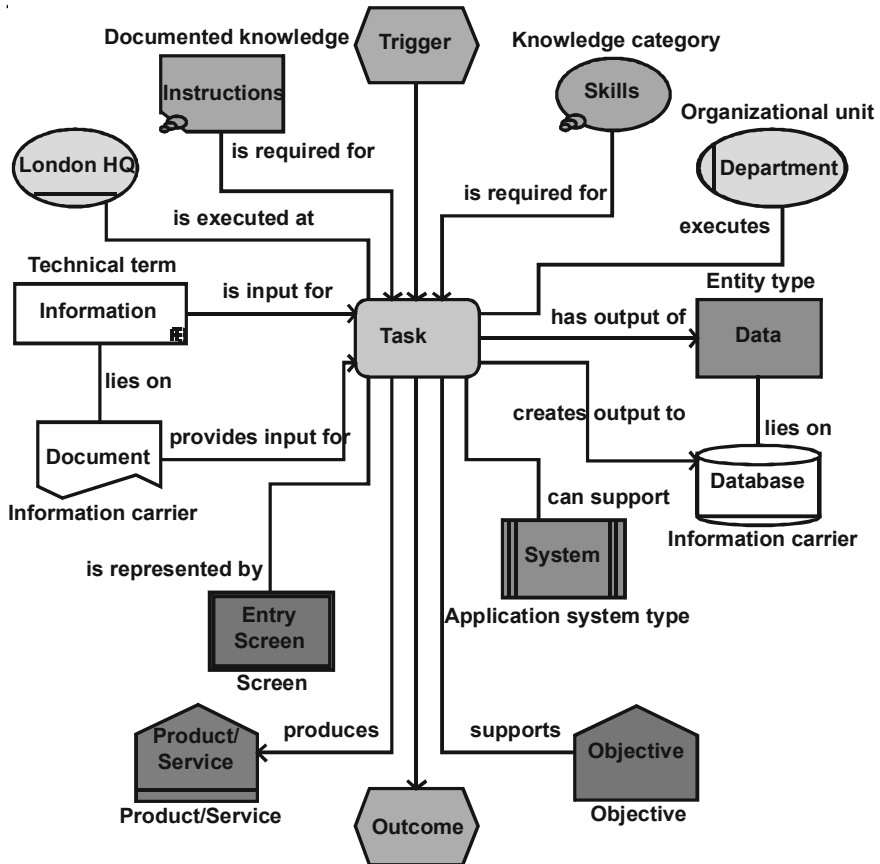 Documented knowledge
Trigger
Knowledge category
Instructions
Skills
Organizational unit
is required for
London HQ
Department
is required for
is executed at
executes
Technical term
Entity type
Information
is input for
Task
has output of
Data
lies on
creates output to
provides input for
lies on
Document
Database
can support
Information carrier
Information carrier
System
is represented by
Entry
Screen
Application system type
Screen
Product/
Service
produces
supports
Objective
Product/Service
Objective
Outcome